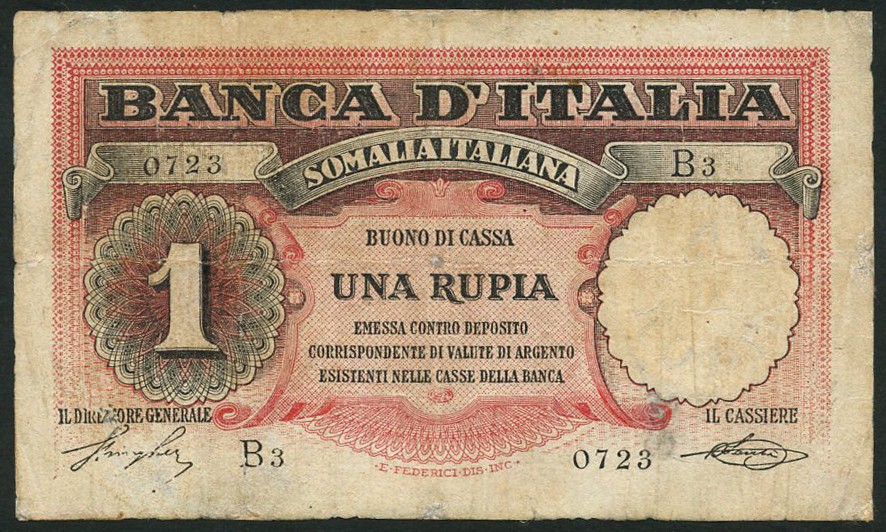 BANCA D'ITALIA
0723
SOMALIA ITALIANA
B3
1
BUONO DI CASSA
UNA RUPIA
EMESSA CONTRO DEPOSITO
CORRISPONDENTE DI VALUTE DI ARGENTO
ESISTENTI NELLE CASSE DELLA BANCA
IL DIRETTORE GENERALE
IL CASSIERE
B3
0723
·E·FEDERICI·DIS·INC·